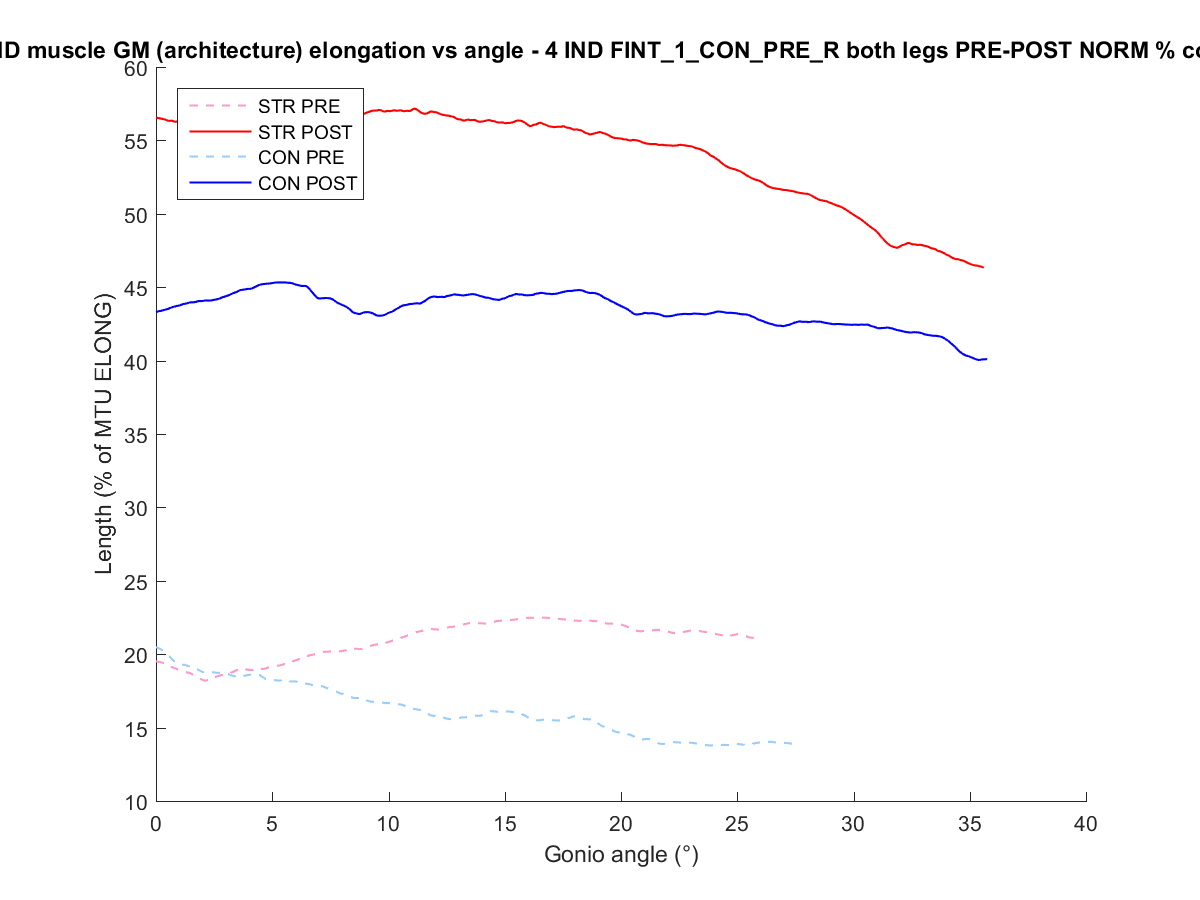 muscle GM (architecture) elongation vs angle - 4 IND FINT_1_CON_PRE_R both legs PRE-POST NORM %
60
STR PRE
STR POST
CON PRE
CON POST
55
50
45
40
35
30
25
20
15
10
Length (% of MTU ELONG)
0 5 10 15 20 25 30 35 40
Gonio angle (°)